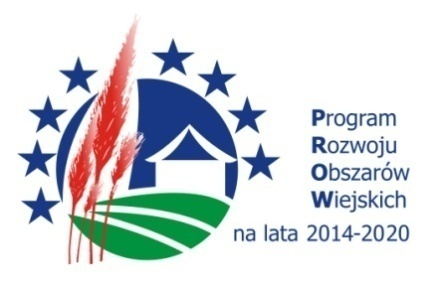 Program
Rozwoju
Obszarów
Wiejskich
na lata 2014-2020